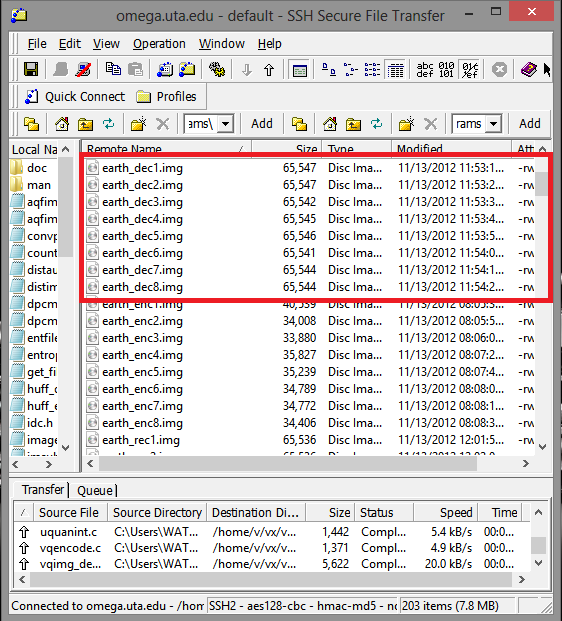 omega.uta.edu - default - SSH Secure File Transfer
File Edit View Operation Window Help
abc def 010 101
Quick Connect Profiles
ams\ Add rams Add
Local Na Remote Name / Size Type Modified Att
doc earth_dec1.img 65,547 Disc Ima... 11/13/2012 11:53:1... -rw
man earth_dec2.img 65,547 Disc Ima... 11/13/2012 11:53:2... -rw
aqfim earth_dec3.img 65,542 Disc Ima... 11/13/2012 11:53:3... -rw
aqfim earth_dec4.img 65,545 Disc Ima... 11/13/2012 11:53:4... -rw
convp earth_dec5.img 65,546 Disc Ima... 11/13/2012 11:53:5... -rw
count earth_dec6.img 65,541 Disc Ima... 11/13/2012 11:54:0... -rw
distau earth_dec7.img 65,544 Disc Ima... 11/13/2012 11:54:1... -rw
distim earth_dec8.img 65,544 Disc Ima... 11/13/2012 11:54:2... -rw
dpcm earth_enc1.img 40,539 Disc Ima... 11/13/2012 08:05:3... -rw
dpcm earth_enc2.img 34,008 Disc Ima... 11/13/2012 08:05:5... -rw
entfile earth_enc3.img 33,880 Disc Ima... 11/13/2012 08:06:0... -rw
entrop earth_enc4.img 35,827 Disc Ima... 11/13/2012 08:07:2... -rw
get_fi earth_enc5.img 35,239 Disc Ima... 11/13/2012 08:07:4... -rw
huff_c earth_enc6.img 34,789 Disc Ima... 11/13/2012 08:08:0... -rw
huff_e earth_enc7.img 34,772 Disc Ima... 11/13/2012 08:08:1... -rw
idc.h earth_enc8.img 34,408 Disc Ima... 11/13/2012 08:08:3... -rw
image earth_rec1.img 65,536 Disc Ima... 11/13/2012 12:01:5... -rw
Transfer Queue
/ Source File Source Directory Destination Di... Size Status Speed Time
uquanint.c C:\Users\WAT... /home/v/vx/v... 1,442 Compl... 5.4 kB/s 00:0...
vqencode.c C:\Users\WAT... /home/v/vx/v... 1,371 Compl... 4.9 kB/s 00:0...
vqimg_de... C:\Users\WAT... /home/v/vx/v... 5,622 Compl... 20.0 kB/s 00:0...
Connected to omega.uta.edu - /hom SSH2 - aes128-cbc - hmac-md5 - no 203 items (7.8 MB)